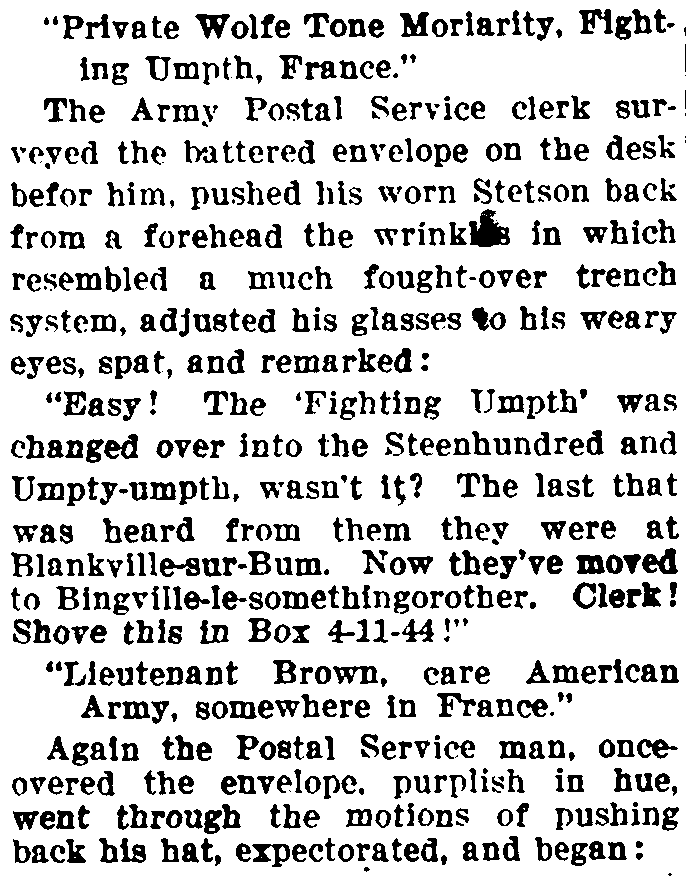 "Private Wolfe Tone Moriarity, Fight-
ing Umpth, France."
The Army Postal Service clerk sur-
veyed the battered envelope on the desk
befor him, pushed his worn Stetson back
from a forehead the wrinkles in which
resembled a much fought-over trench
system, adjusted his glasses to his weary
eyes, spat, and remarked:
"Easy! The 'Fighting Umpth' was
changed over into the Steenhundred and
Umpty-umpth, wasn't it? The last that
was heard from them they were at
Blankville-sur-Bum. Now they've moved
to Bingville-le-somethingorother. Clerk!
Shove this in Box 4-11-44!"
"Lieutenant Brown, care American
Army, somewhere in France."
Again the Postal Service man, once-
overed the envelope, purplish in hue,
went through the motions of pushing
back his hat, expectorated, and began: